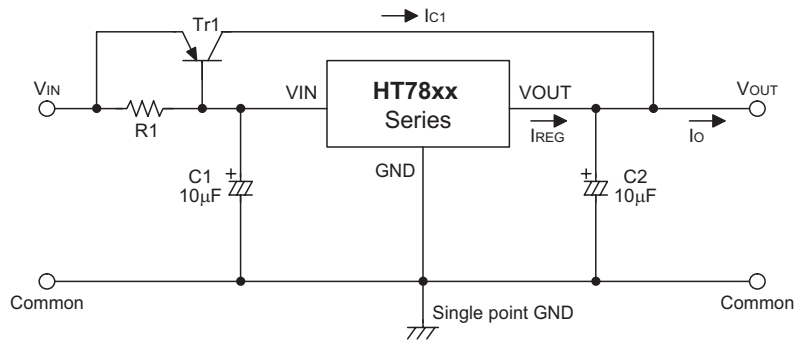 Tr1
IC1
VIN
R1
VIN
HT78xx
Series
VOUT
IREG
VOUT
IO
GND
C1
10μF
C2
10μF
Common
Single point GND
Common